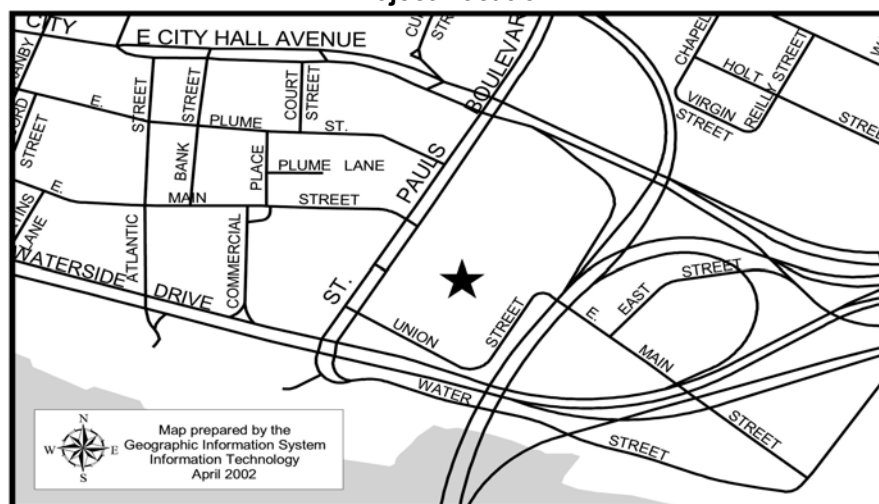 CITY
E CITY HALL AVENUE
STREET
BOULEVAR
CHAPEL
HOLT
STREE
REILLY STREET
VIRGIN
STREET
E.
PLUME
ST.
STREET
STREET
BANK
COURT
STREET
PLACE
PLUME LANE
PAULS
E.
MAIN
STREET
LANE
ATLANTIC
COMMERCIAL
WATERSIDE
DRIVE
ST.
UNION
STREET
EAST
STREET
E.
MAIN
STREET
WATER
STREET
N
W
E
S
Map prepared by the
Geographic Information System
Information Technology
April 2002